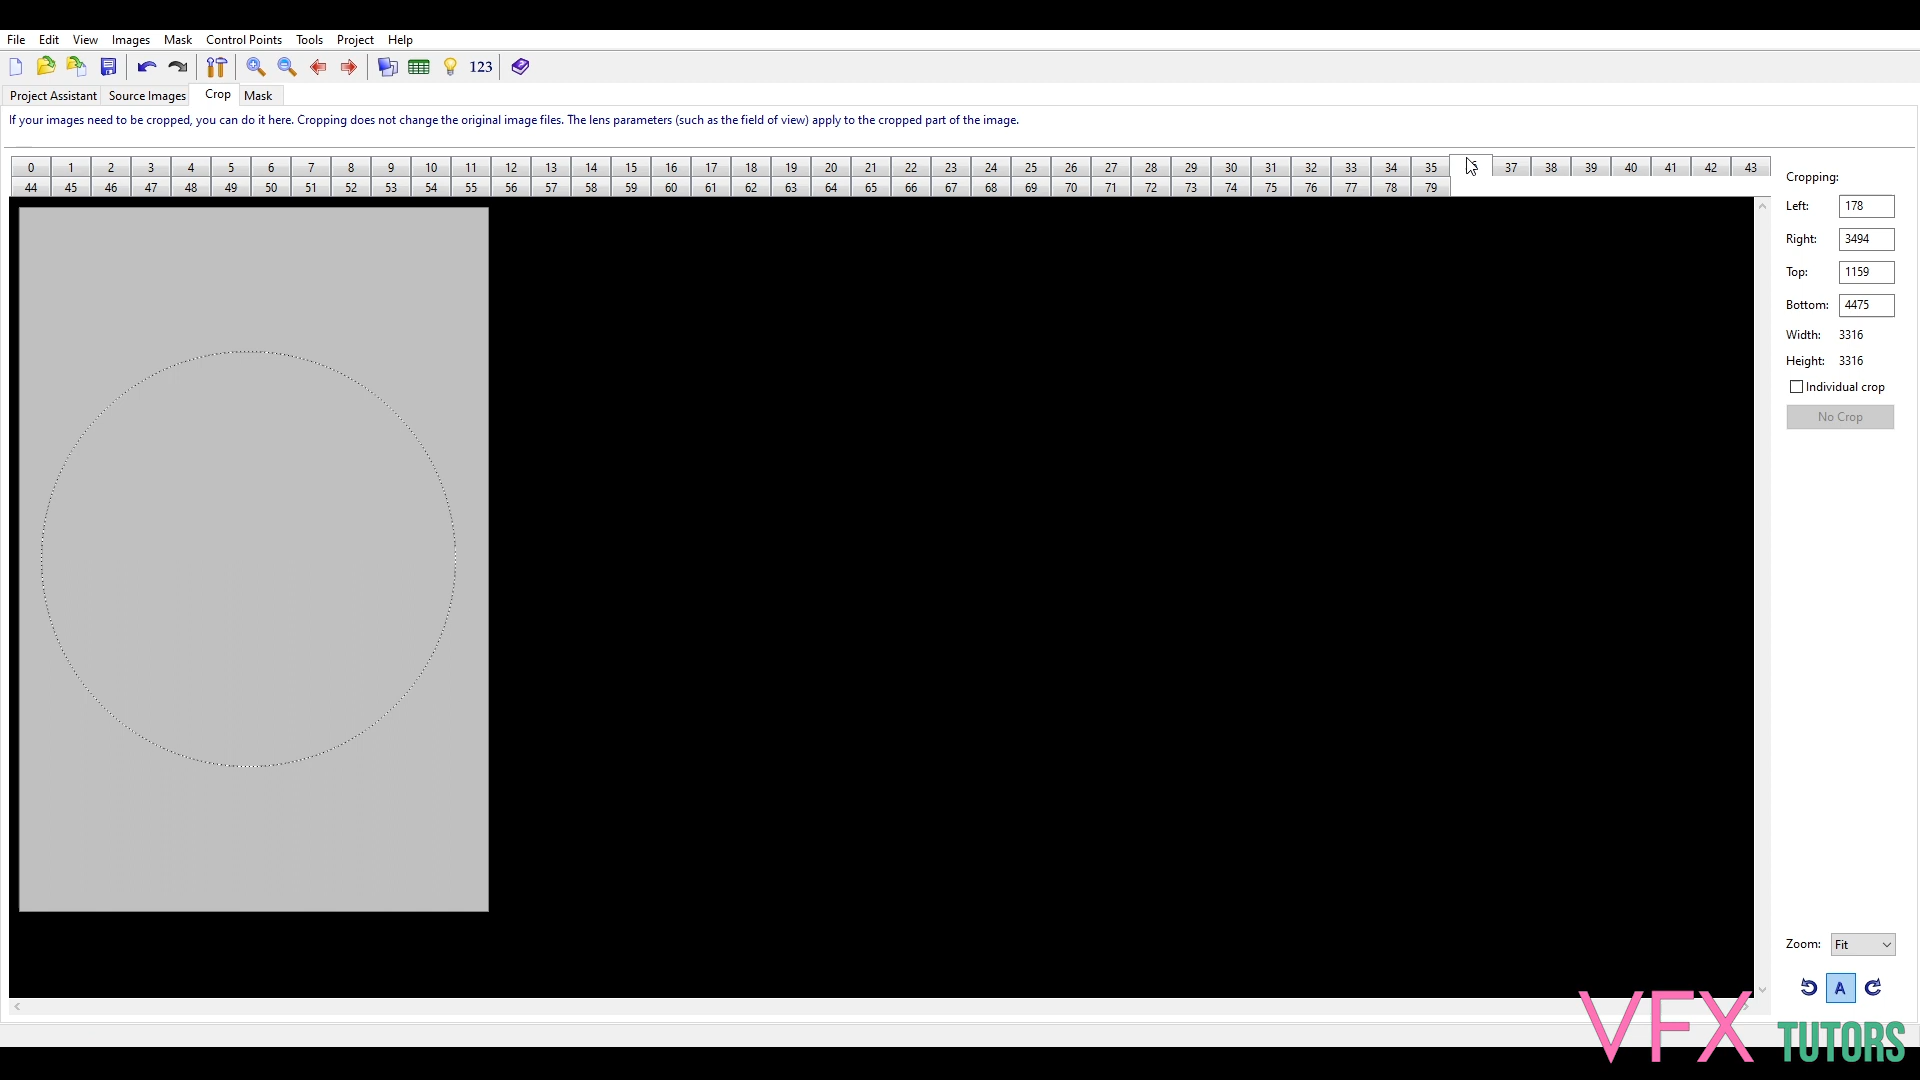 File Edit View Images Mask Control Points Tools Project Help
123
Project Assistant Source Images Crop Mask
If your images need to be cropped, you can do it here. Cropping does not change the original image files. The lens parameters (such as the field of view) apply to the cropped part of the image.
0 1 2 3 4 5 6 7 8 9 10 11 12 13 14 15 16 17 18 19 20 21 22 23 24 25 26 27 28 29 30 31 32 33 34 35 37 38 39 40 41 42 43
44 45 46 47 48 49 50 51 52 53 54 55 56 57 58 59 60 61 62 63 64 65 66 67 68 69 70 71 72 73 74 75 76 77 78 79
Cropping:
Left: 178
Right: 3494
Top: 1159
Bottom: 4475
Width: 3316
Height: 3316
Individual crop
No Crop
Zoom: Fit
A
VFX TUTORS